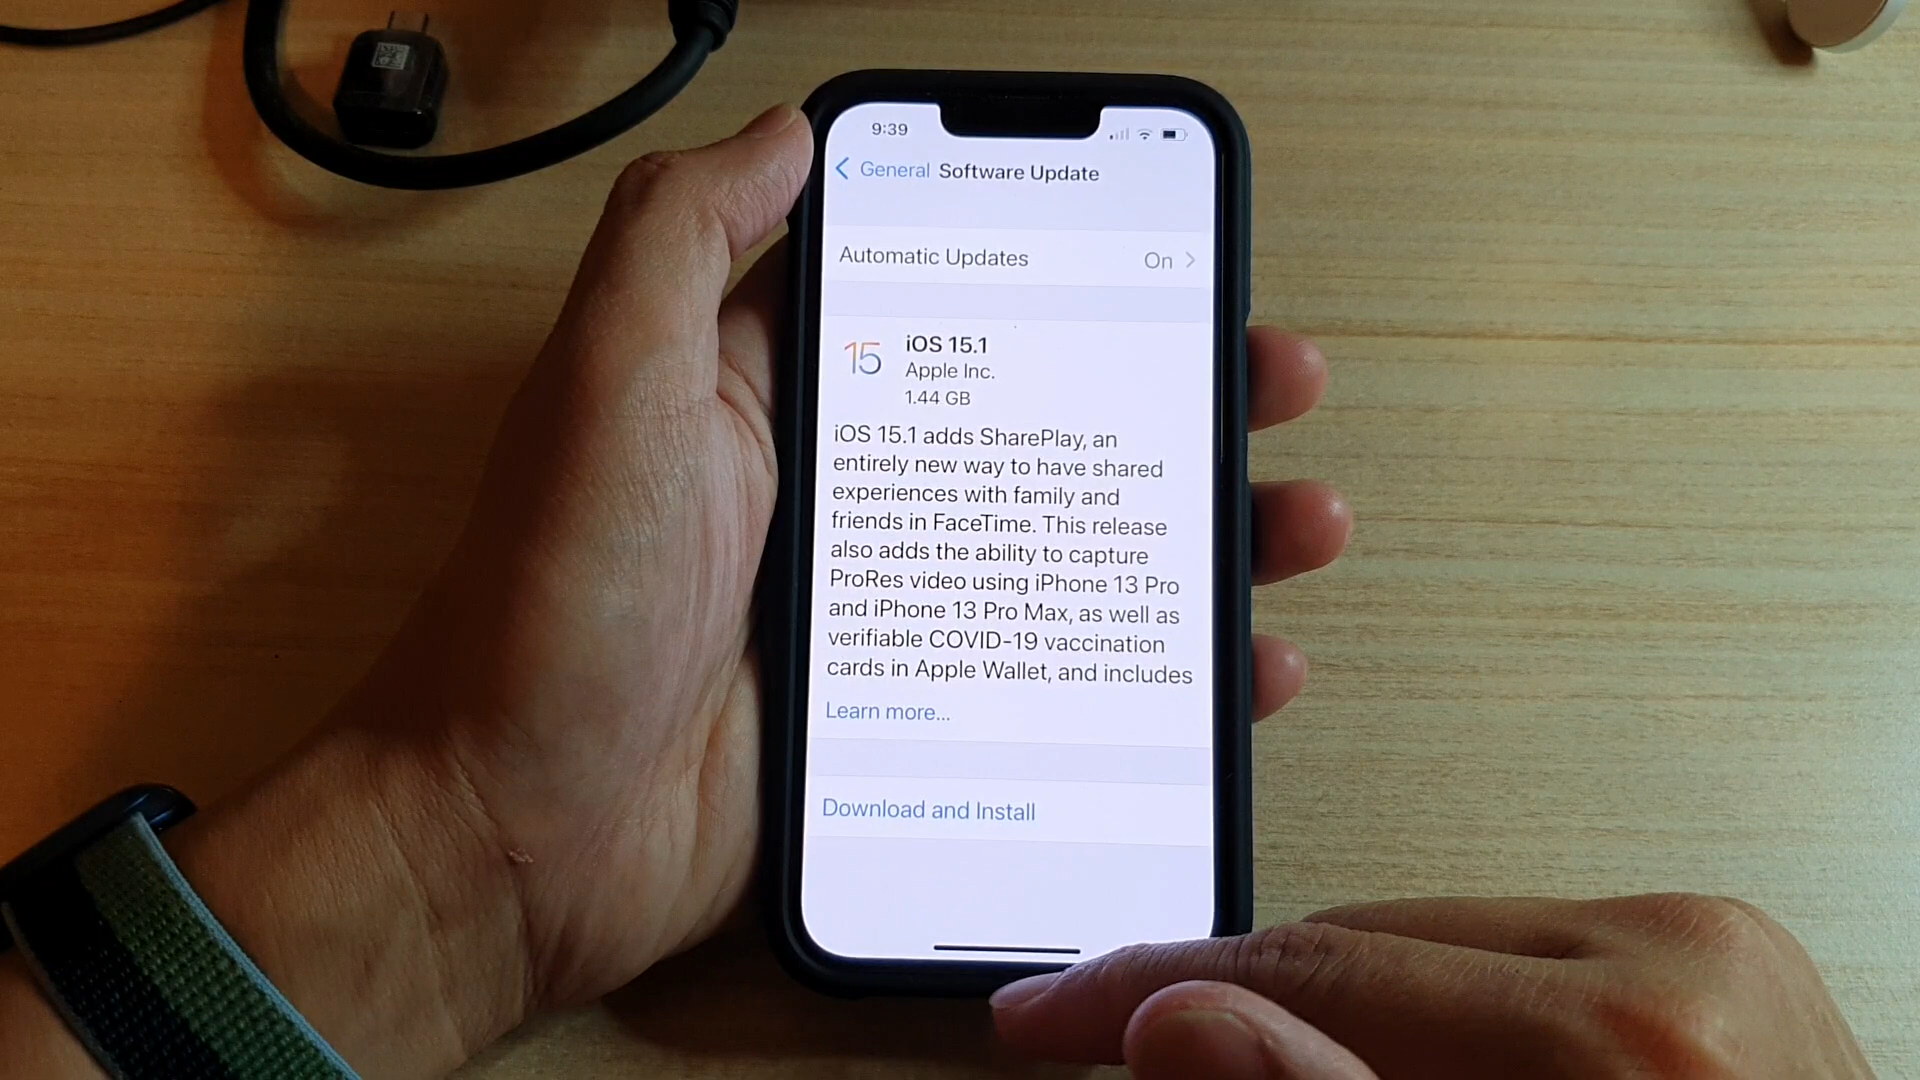 9:39
General Software Update
Automatic Updates On
15
iOS 15.1
Apple Inc.
1.44 GB
iOS 15.1 adds SharePlay, an
entirely new way to have shared
experiences with family and
friends in FaceTime. This release
also adds the ability to capture
ProRes video using iPhone 13 Pro
and iPhone 13 Pro Max, as well as
verifiable COVID-19 vaccination
cards in Apple Wallet, and includes
Learn more...
Download and Install